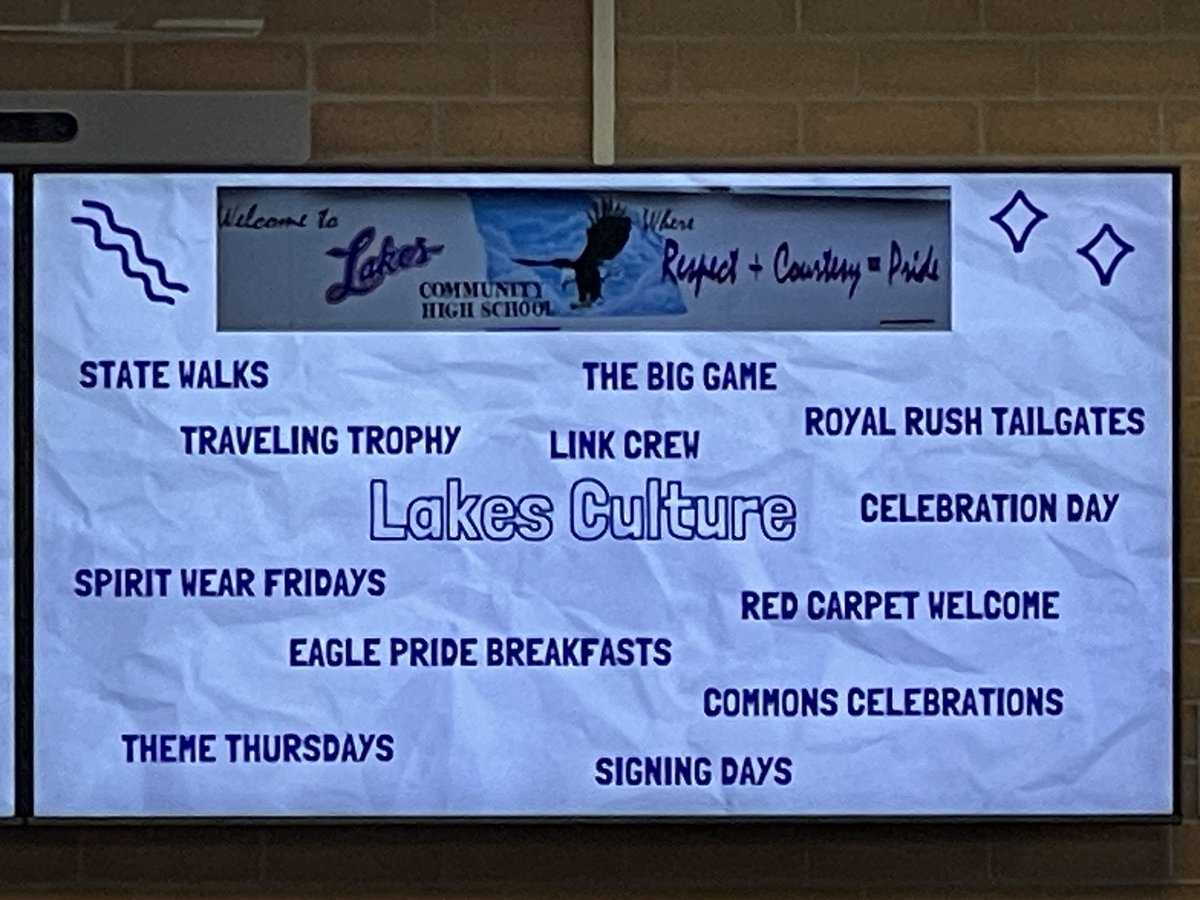 Welcome to
Lakes
COMMUNITY
HIGH SCHOOL
Where
Respect + Courtesy = Pride
STATE WALKS
THE BIG GAME
ROYAL RUSH TAILGATES
TRAVELING TROPHY
LINK CREW
Lakes Culture
CELEBRATION DAY
SPIRIT WEAR FRIDAYS
RED CARPET WELCOME
EAGLE PRIDE BREAKFASTS
COMMONS CELEBRATIONS
THEME THURSDAYS
SIGNING DAYS